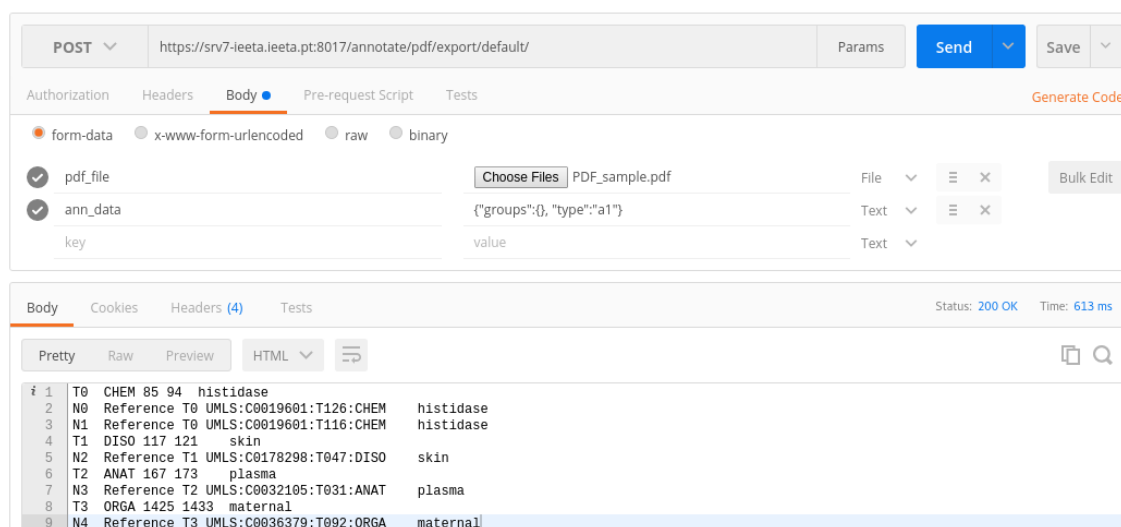 POST https://srv7-ieeta.ieeta.pt:8017/annotate/pdf/export/default/ Params Send Save
Authorization Headers Body Pre-request Script Tests Generate Code
form-data x-www-form-urlencoded raw binary
pdf_file Choose Files PDF_sample.pdf File Bulk Edit
ann_data {"groups":{}, "type":"a1"} Text
key value Text
Body Cookies Headers (4) Tests Status: 200 OK Time: 613 ms
Pretty Raw Preview HTML
i 1 T0 CHEM 85 94 histidase
2 N0 Reference T0 UMLS:C0019601:T126:CHEM histidase
3 N1 Reference T0 UMLS:C0019601:T116:CHEM histidase
4 T1 DISO 117 121 skin
5 N2 Reference T1 UMLS:C0178298:T047:DISO skin
6 T2 ANAT 167 173 plasma
7 N3 Reference T2 UMLS:C0032105:T031:ANAT plasma
8 T3 ORGA 1425 1433 maternal
9 N4 Reference T3 UMLS:C0036379:T092:ORGA maternal